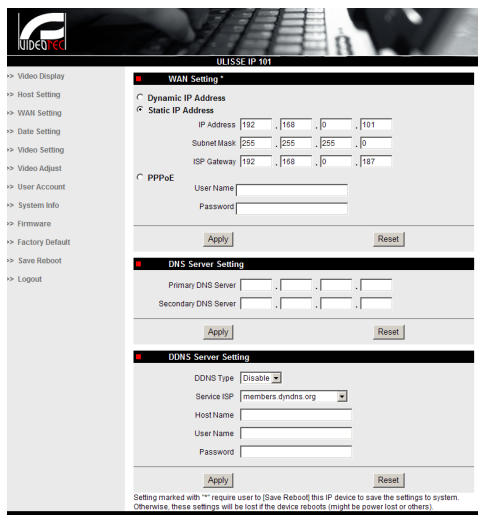 VIDEOTEC
ULISSE IP 101
>> Video Display
>> Host Setting
>> WAN Setting
>> Date Setting
>> Video Setting
>> Video Adjust
>> User Account
>> System Info
>> Firmware
>> Factory Default
>> Save Reboot
>> Logout
WAN Setting *
Dynamic IP Address
Static IP Address
IP Address 192 . 168 . 0 . 101
Subnet Mask 255 . 255 . 255 . 0
ISP Gateway 192 . 168 . 0 . 187
PPPoE
User Name
Password
Apply Reset
DNS Server Setting
Primary DNS Server . . .
Secondary DNS Server . . .
Apply Reset
DDNS Server Setting
DDNS Type Disable
Service ISP members.dyndns.org
Host Name
User Name
Password
Apply Reset
Setting marked with "*" require user to [Save Reboot] this IP device to save the settings to system.
Otherwise, these settings will be lost if the device reboots (might be power lost or others).